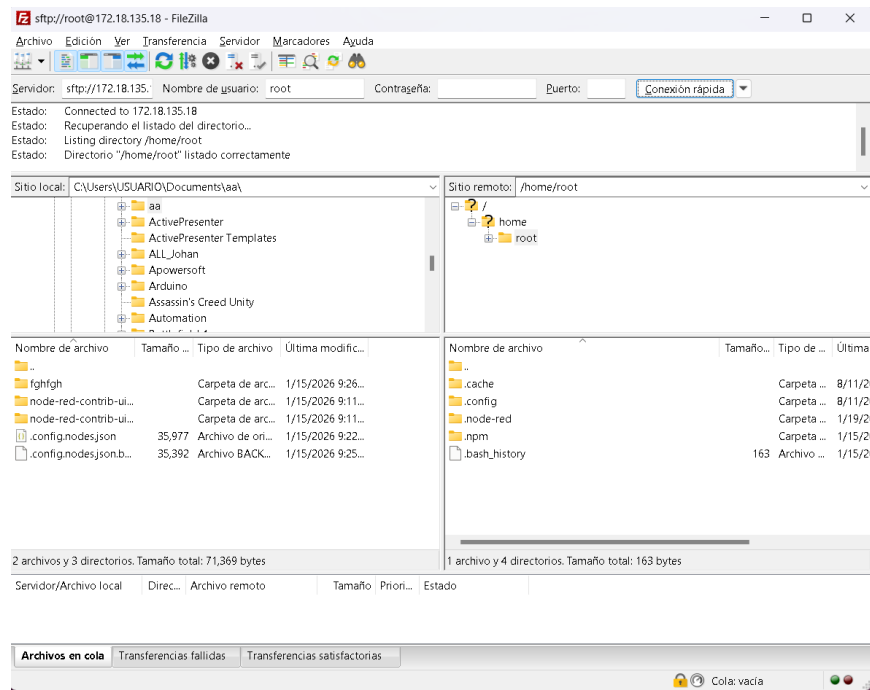 sftp://root@172.18.135.18 - FileZilla
Archivo Edición Ver Transferencia Servidor Marcadores Ayuda
Servidor: sftp://172.18.135. Nombre de usuario: root Contraseña: Puerto: Conexión rápida
Estado: Connected to 172.18.135.18
Estado: Recuperando el listado del directorio...
Estado: Listing directory /home/root
Estado: Directorio "/home/root" listado correctamente
Sitio local: C:\Users\USUARIO\Documents\aa\
aa
ActivePresenter
ActivePresenter Templates
ALL_Johan
Apowersoft
Arduino
Assassin's Creed Unity
Automation
Sitio remoto: /home/root
/
home
root
Nombre de archivo Tamaño ... Tipo de archivo Última modific...
..
fghfgh Carpeta de arc... 1/15/2026 9:26...
node-red-contrib-ui... Carpeta de arc... 1/15/2026 9:11...
node-red-contrib-ui... Carpeta de arc... 1/15/2026 9:11...
.config.nodes.json 35,977 Archivo de ori... 1/15/2026 9:22...
.config.nodes.json.b... 35,392 Archivo BACK... 1/15/2026 9:25...
2 archivos y 3 directorios. Tamaño total: 71,369 bytes
Nombre de archivo Tamaño... Tipo de ... Última
..
.cache Carpeta ... 8/11/2
.config Carpeta ... 8/11/2
.node-red Carpeta ... 1/19/2
.npm Carpeta ... 1/15/2
.bash_history 163 Archivo ... 1/15/2
1 archivo y 4 directorios. Tamaño total: 163 bytes
Servidor/Archivo local Direc... Archivo remoto Tamaño Priori... Estado
Archivos en cola Transferencias fallidas Transferencias satisfactorias
Cola: vacía